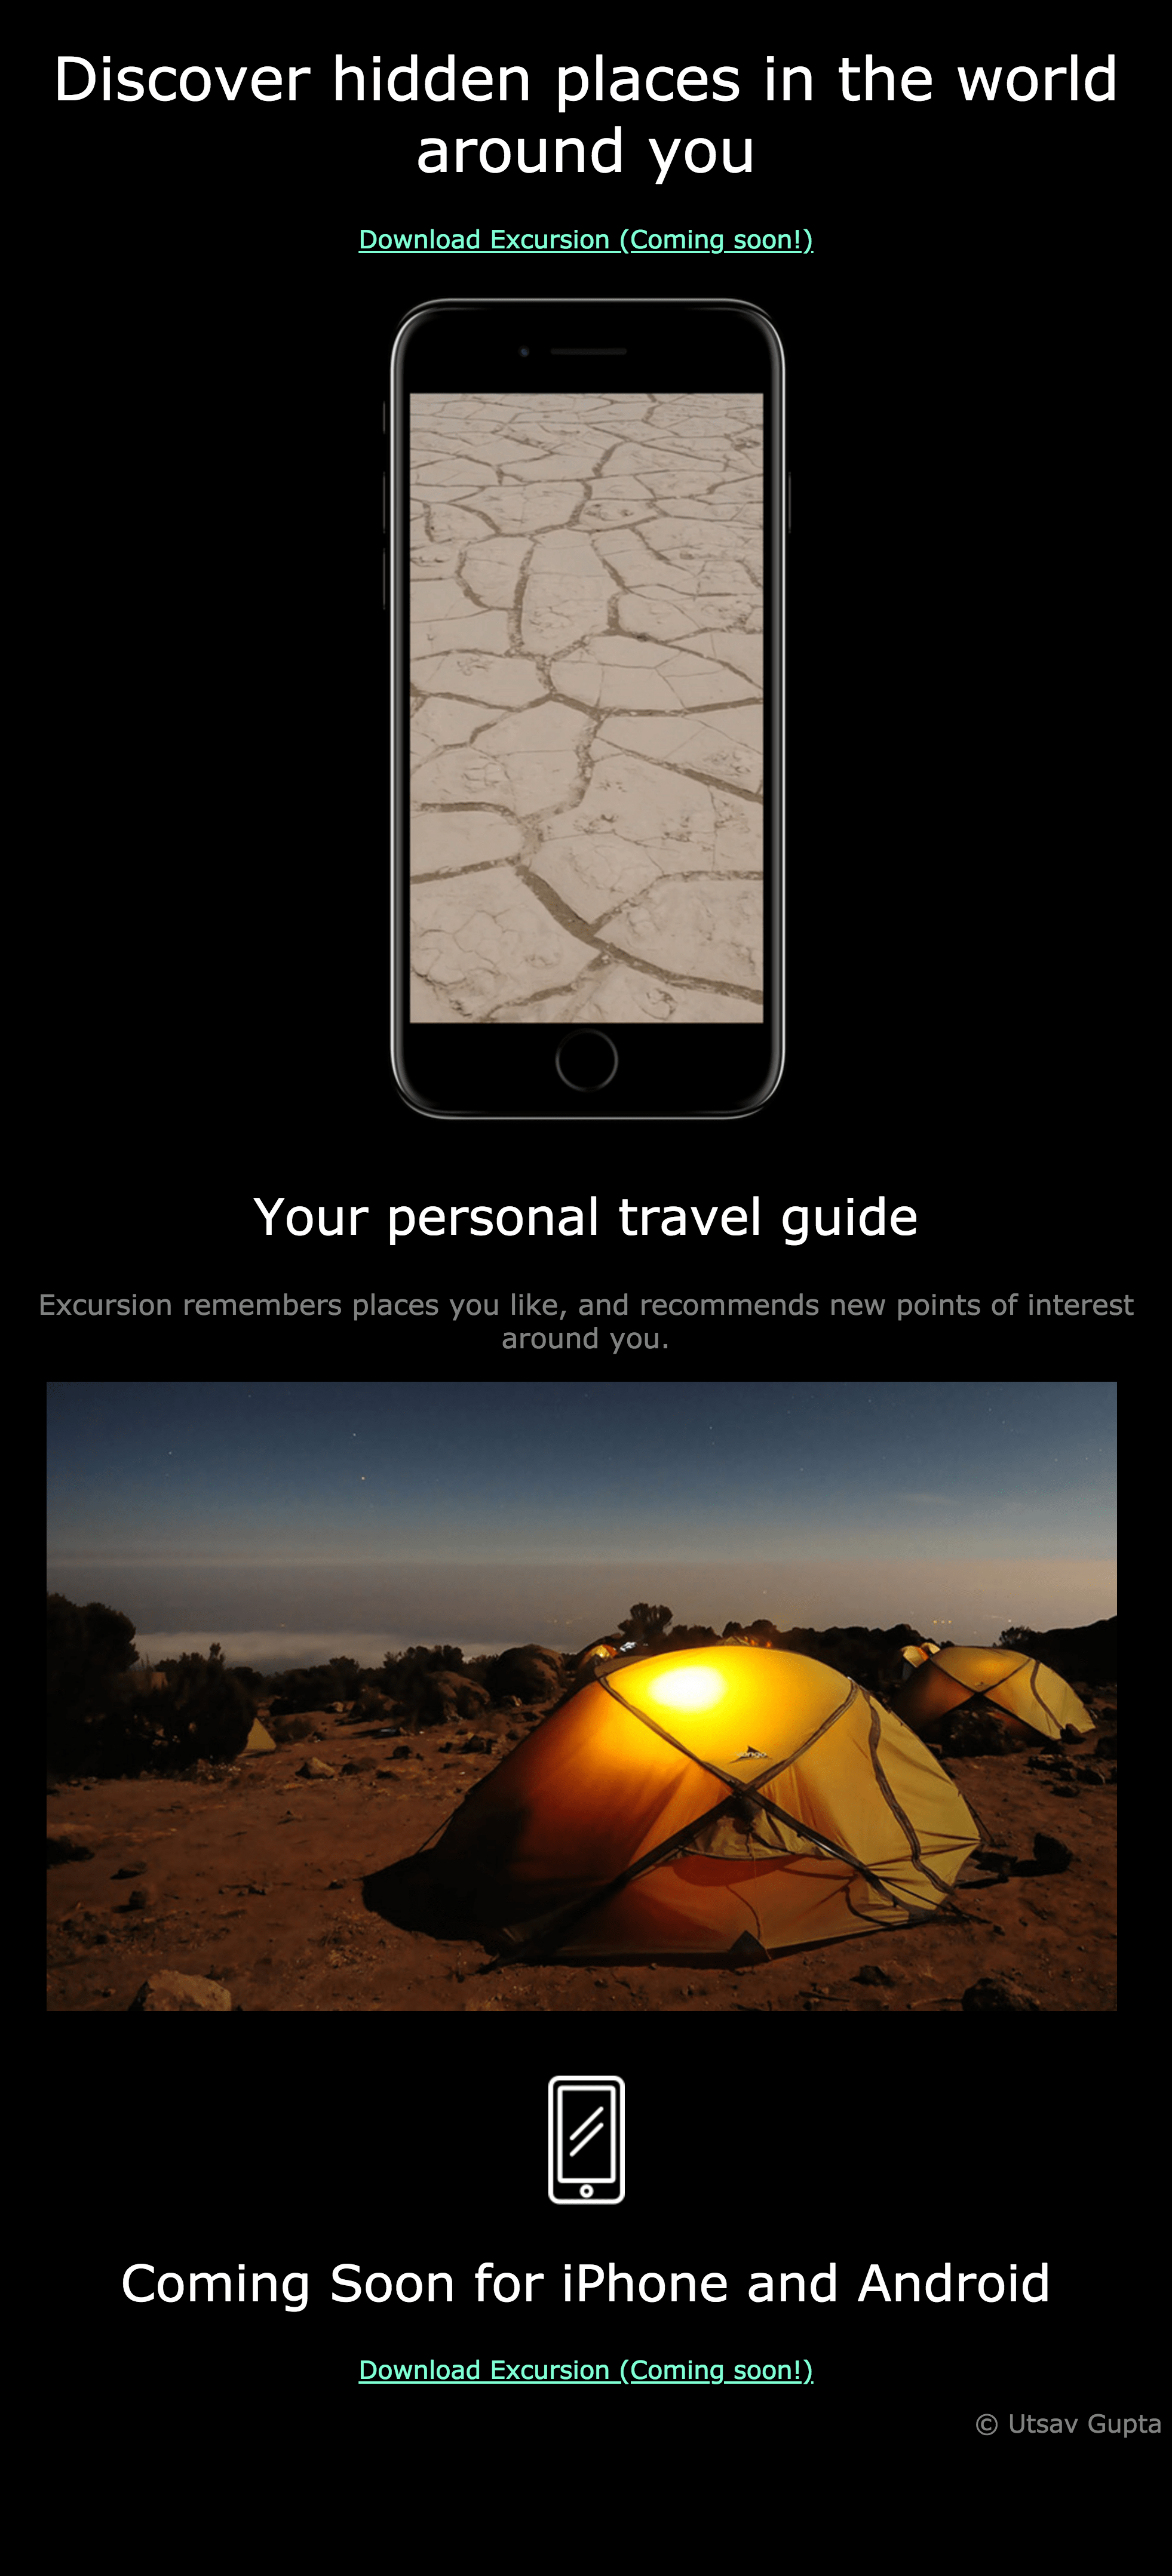 Discover hidden places in the world
around you
Download Excursion (Coming soon!)
Your personal travel guide
Excursion remembers places you like, and recommends new points of interest
around you.
Coming Soon for iPhone and Android
Download Excursion (Coming soon!)
© Utsav Gupta